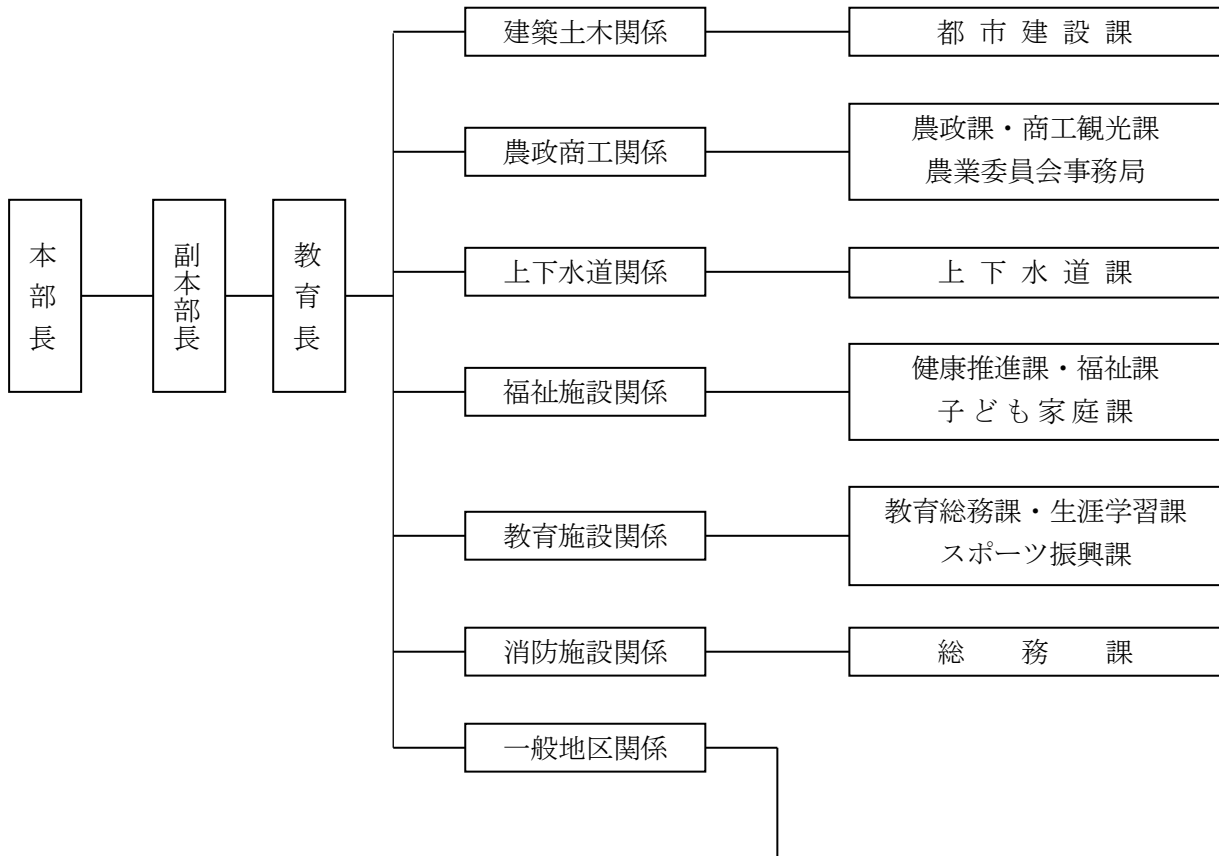 本部長
副本部長
教育長
建築土木関係
都市建設課
農政商工関係
農政課・商工観光課
農業委員会事務局
上下水道関係
上下水道課
福祉施設関係
健康推進課・福祉課
子ども家庭課
教育施設関係
教育総務課・生涯学習課
スポーツ振興課
消防施設関係
総務課
一般地区関係